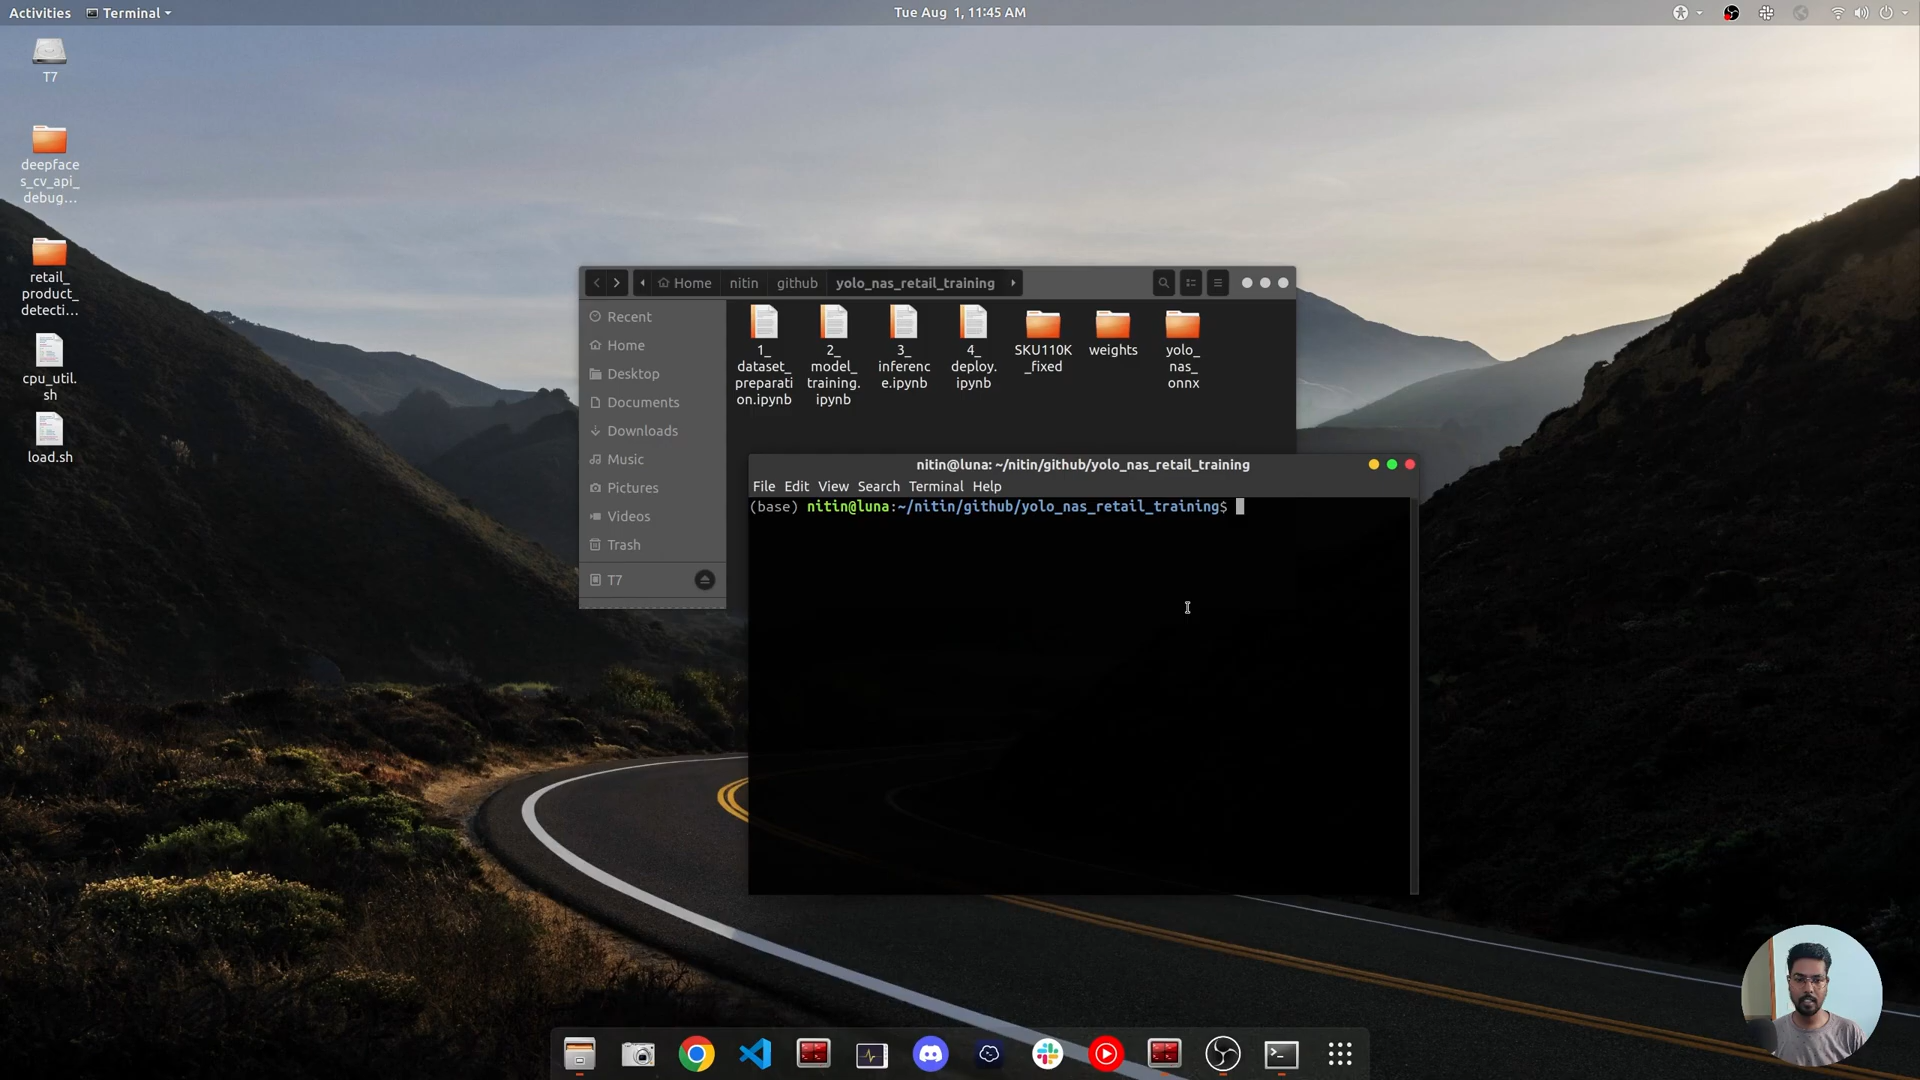 Activities
Terminal
Tue Aug 1, 11:45 AM
T7
deepface
s_cv_api_
debug…
retail_
product_
detecti…
cpu_util.
sh
load.sh
Home
nitin
github
yolo_nas_retail_training
Recent
Home
Desktop
Documents
Downloads
Music
Pictures
Videos
Trash
T7
1_
dataset_
preparati
on.ipynb
2_
model_
training.
ipynb
3_
inferenc
e.ipynb
4_
deploy.
ipynb
SKU110K
_fixed
weights
yolo_
nas_
onnx
nitin@luna: ~/nitin/github/yolo_nas_retail_training
File Edit View Search Terminal Help
(base) nitin@luna:~/nitin/github/yolo_nas_retail_training$